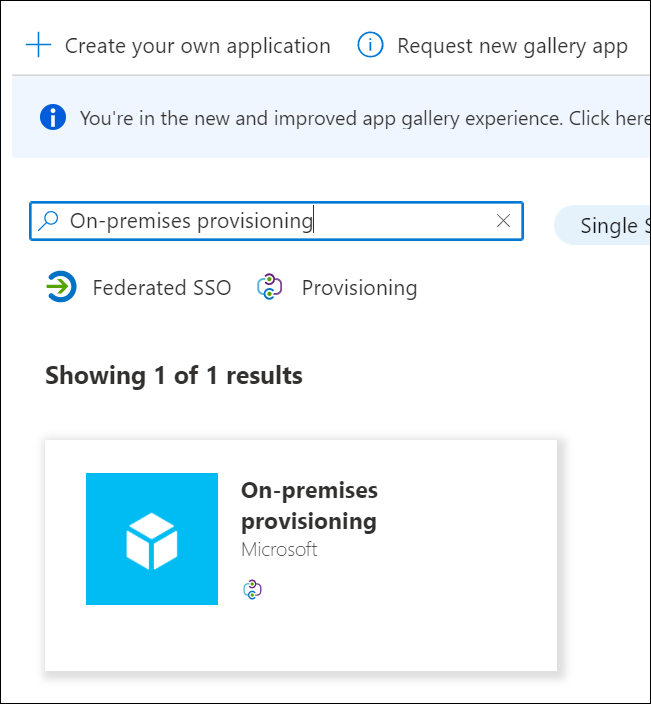 Create your own application
Request new gallery app
You're in the new and improved app gallery experience. Click here
On-premises provisioning
Single S
Federated SSO
Provisioning
Showing 1 of 1 results
On-premises
provisioning
Microsoft